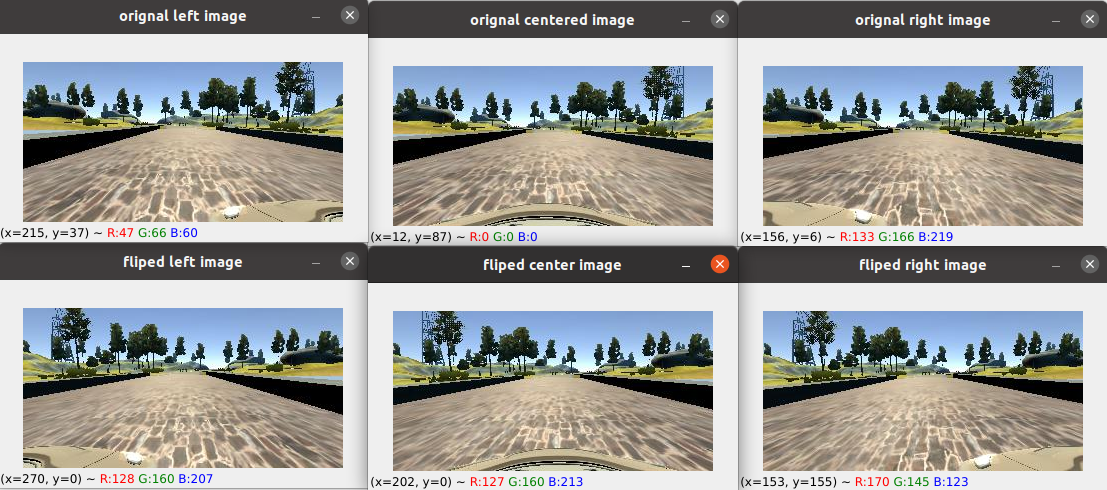 orignal left image
orignal centered image
orignal right image
(x=215, y=37) ~ R:47 G:66 B:60
(x=12, y=87) ~ R:0 G:0 B:0
(x=156, y=6) ~ R:133 G:166 B:219
fliped left image
fliped center image
fliped right image
(x=270, y=0) ~ R:128 G:160 B:207
(x=202, y=0) ~ R:127 G:160 B:213
(x=153, y=155) ~ R:170 G:145 B:123